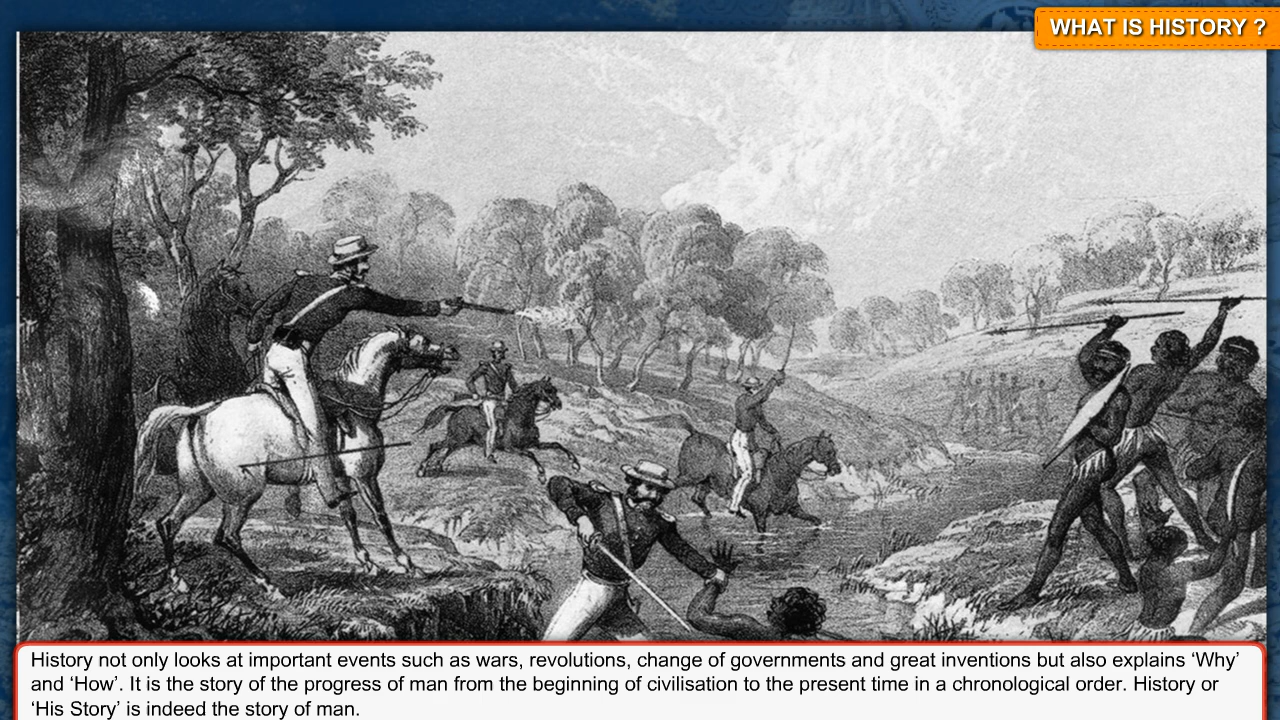 WHAT IS HISTORY ?
History not only looks at important events such as wars, revolutions, change of governments and great inventions but also explains ‘Why’
and ‘How’. It is the story of the progress of man from the beginning of civilisation to the present time in a chronological order. History or
‘His Story’ is indeed the story of man.